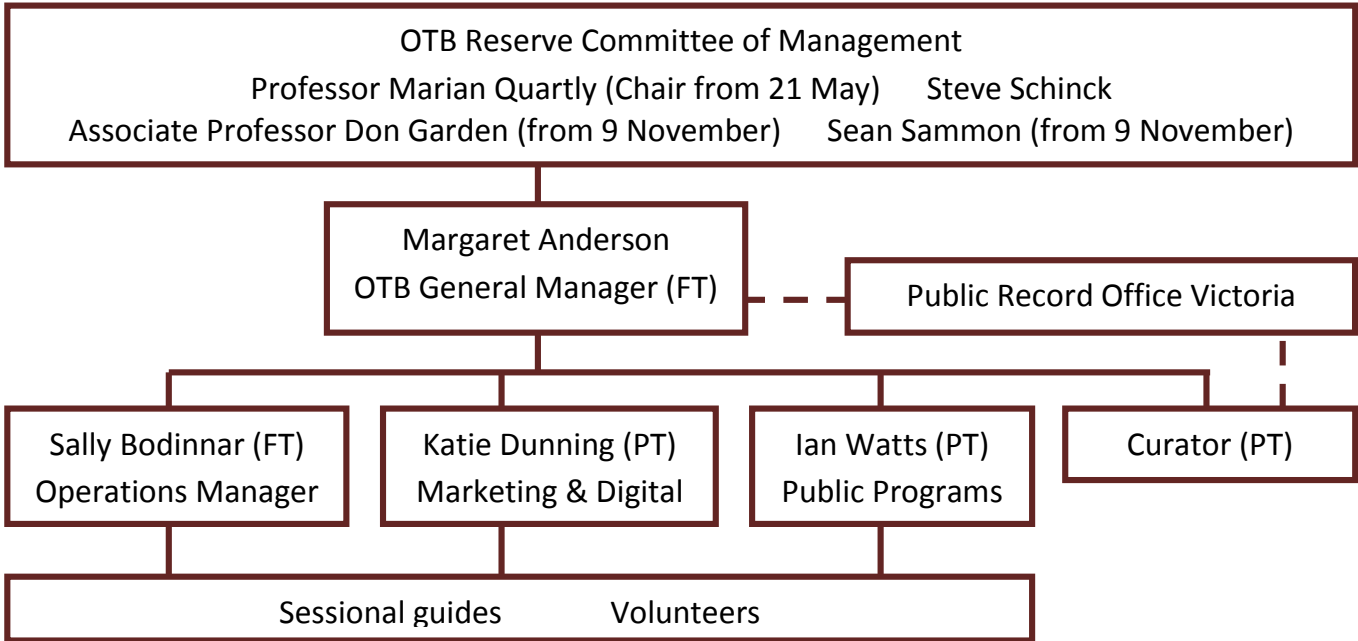 OTB Reserve Committee of Management
Professor Marian Quartly (Chair from 21 May) Steve Schinck
Associate Professor Don Garden (from 9 November) Sean Sammon (from 9 November)
Margaret Anderson
OTB General Manager (FT)
Public Record Office Victoria
Sally Bodinnar (FT)
Operations Manager
Katie Dunning (PT)
Marketing & Digital
Ian Watts (PT)
Public Programs
Curator (PT)
Sessional guides Volunteers